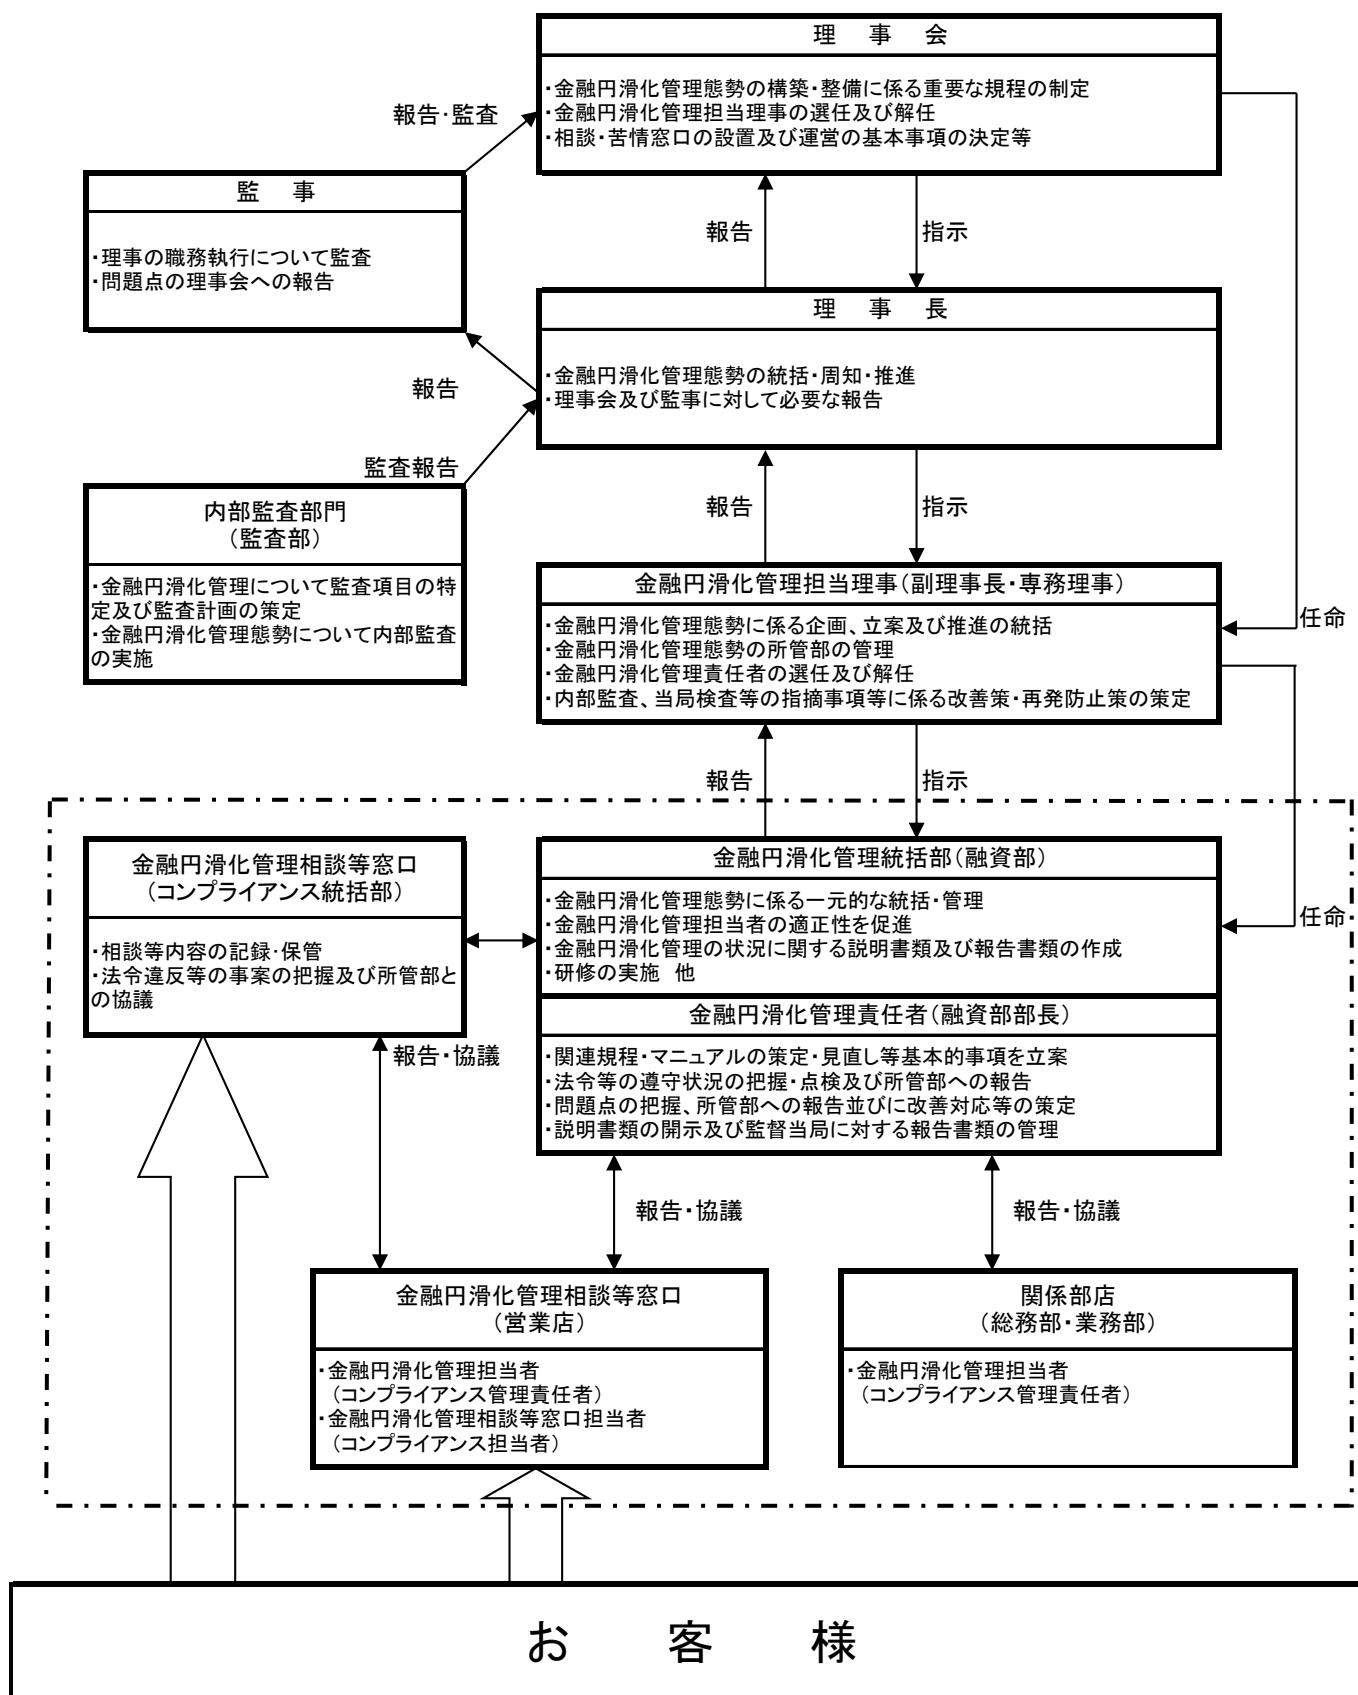 理　事　会
・金融円滑化管理態勢の構築・整備に係る重要な規程の制定
・金融円滑化管理担当理事の選任及び解任
・相談・苦情窓口の設置及び運営の基本事項の決定等
報告・監査
監　事
・理事の職務執行について監査
・問題点の理事会への報告
報告
指示
理　事　長
・金融円滑化管理態勢の統括・周知・推進
・理事会及び監事に対して必要な報告
報告
監査報告
内部監査部門
（監査部）
・金融円滑化管理について監査項目の特
定及び監査計画の策定
・金融円滑化管理態勢について内部監査
の実施
報告
指示
金融円滑化管理担当理事（副理事長・専務理事）
・金融円滑化管理態勢に係る企画、立案及び推進の統括
・金融円滑化管理態勢の所管部の管理
・金融円滑化管理責任者の選任及び解任
・内部監査、当局検査等の指摘事項等に係る改善策・再発防止策の策定
任命
報告
指示
金融円滑化管理相談等窓口
（コンプライアンス統括部）
・相談等内容の記録・保管
・法令違反等の事案の把握及び所管部と
の協議
金融円滑化管理統括部（融資部）
・金融円滑化管理態勢に係る一元的な統括・管理
・金融円滑化管理担当者の適正性を促進
・金融円滑化管理の状況に関する説明書類及び報告書類の作成
・研修の実施　他
任命
金融円滑化管理責任者（融資部部長）
・関連規程・マニュアルの策定・見直し等基本的事項を立案
・法令等の遵守状況の把握・点検及び所管部への報告
・問題点の把握、所管部への報告並びに改善対応等の策定
・説明書類の開示及び監督当局に対する報告書類の管理
報告・協議
報告・協議
報告・協議
金融円滑化管理相談等窓口
（営業店）
・金融円滑化管理担当者
（コンプライアンス管理責任者）
・金融円滑化管理相談等窓口担当者
（コンプライアンス担当者）
関係部店
（総務部・業務部）
・金融円滑化管理担当者
（コンプライアンス管理責任者）
お　客　様